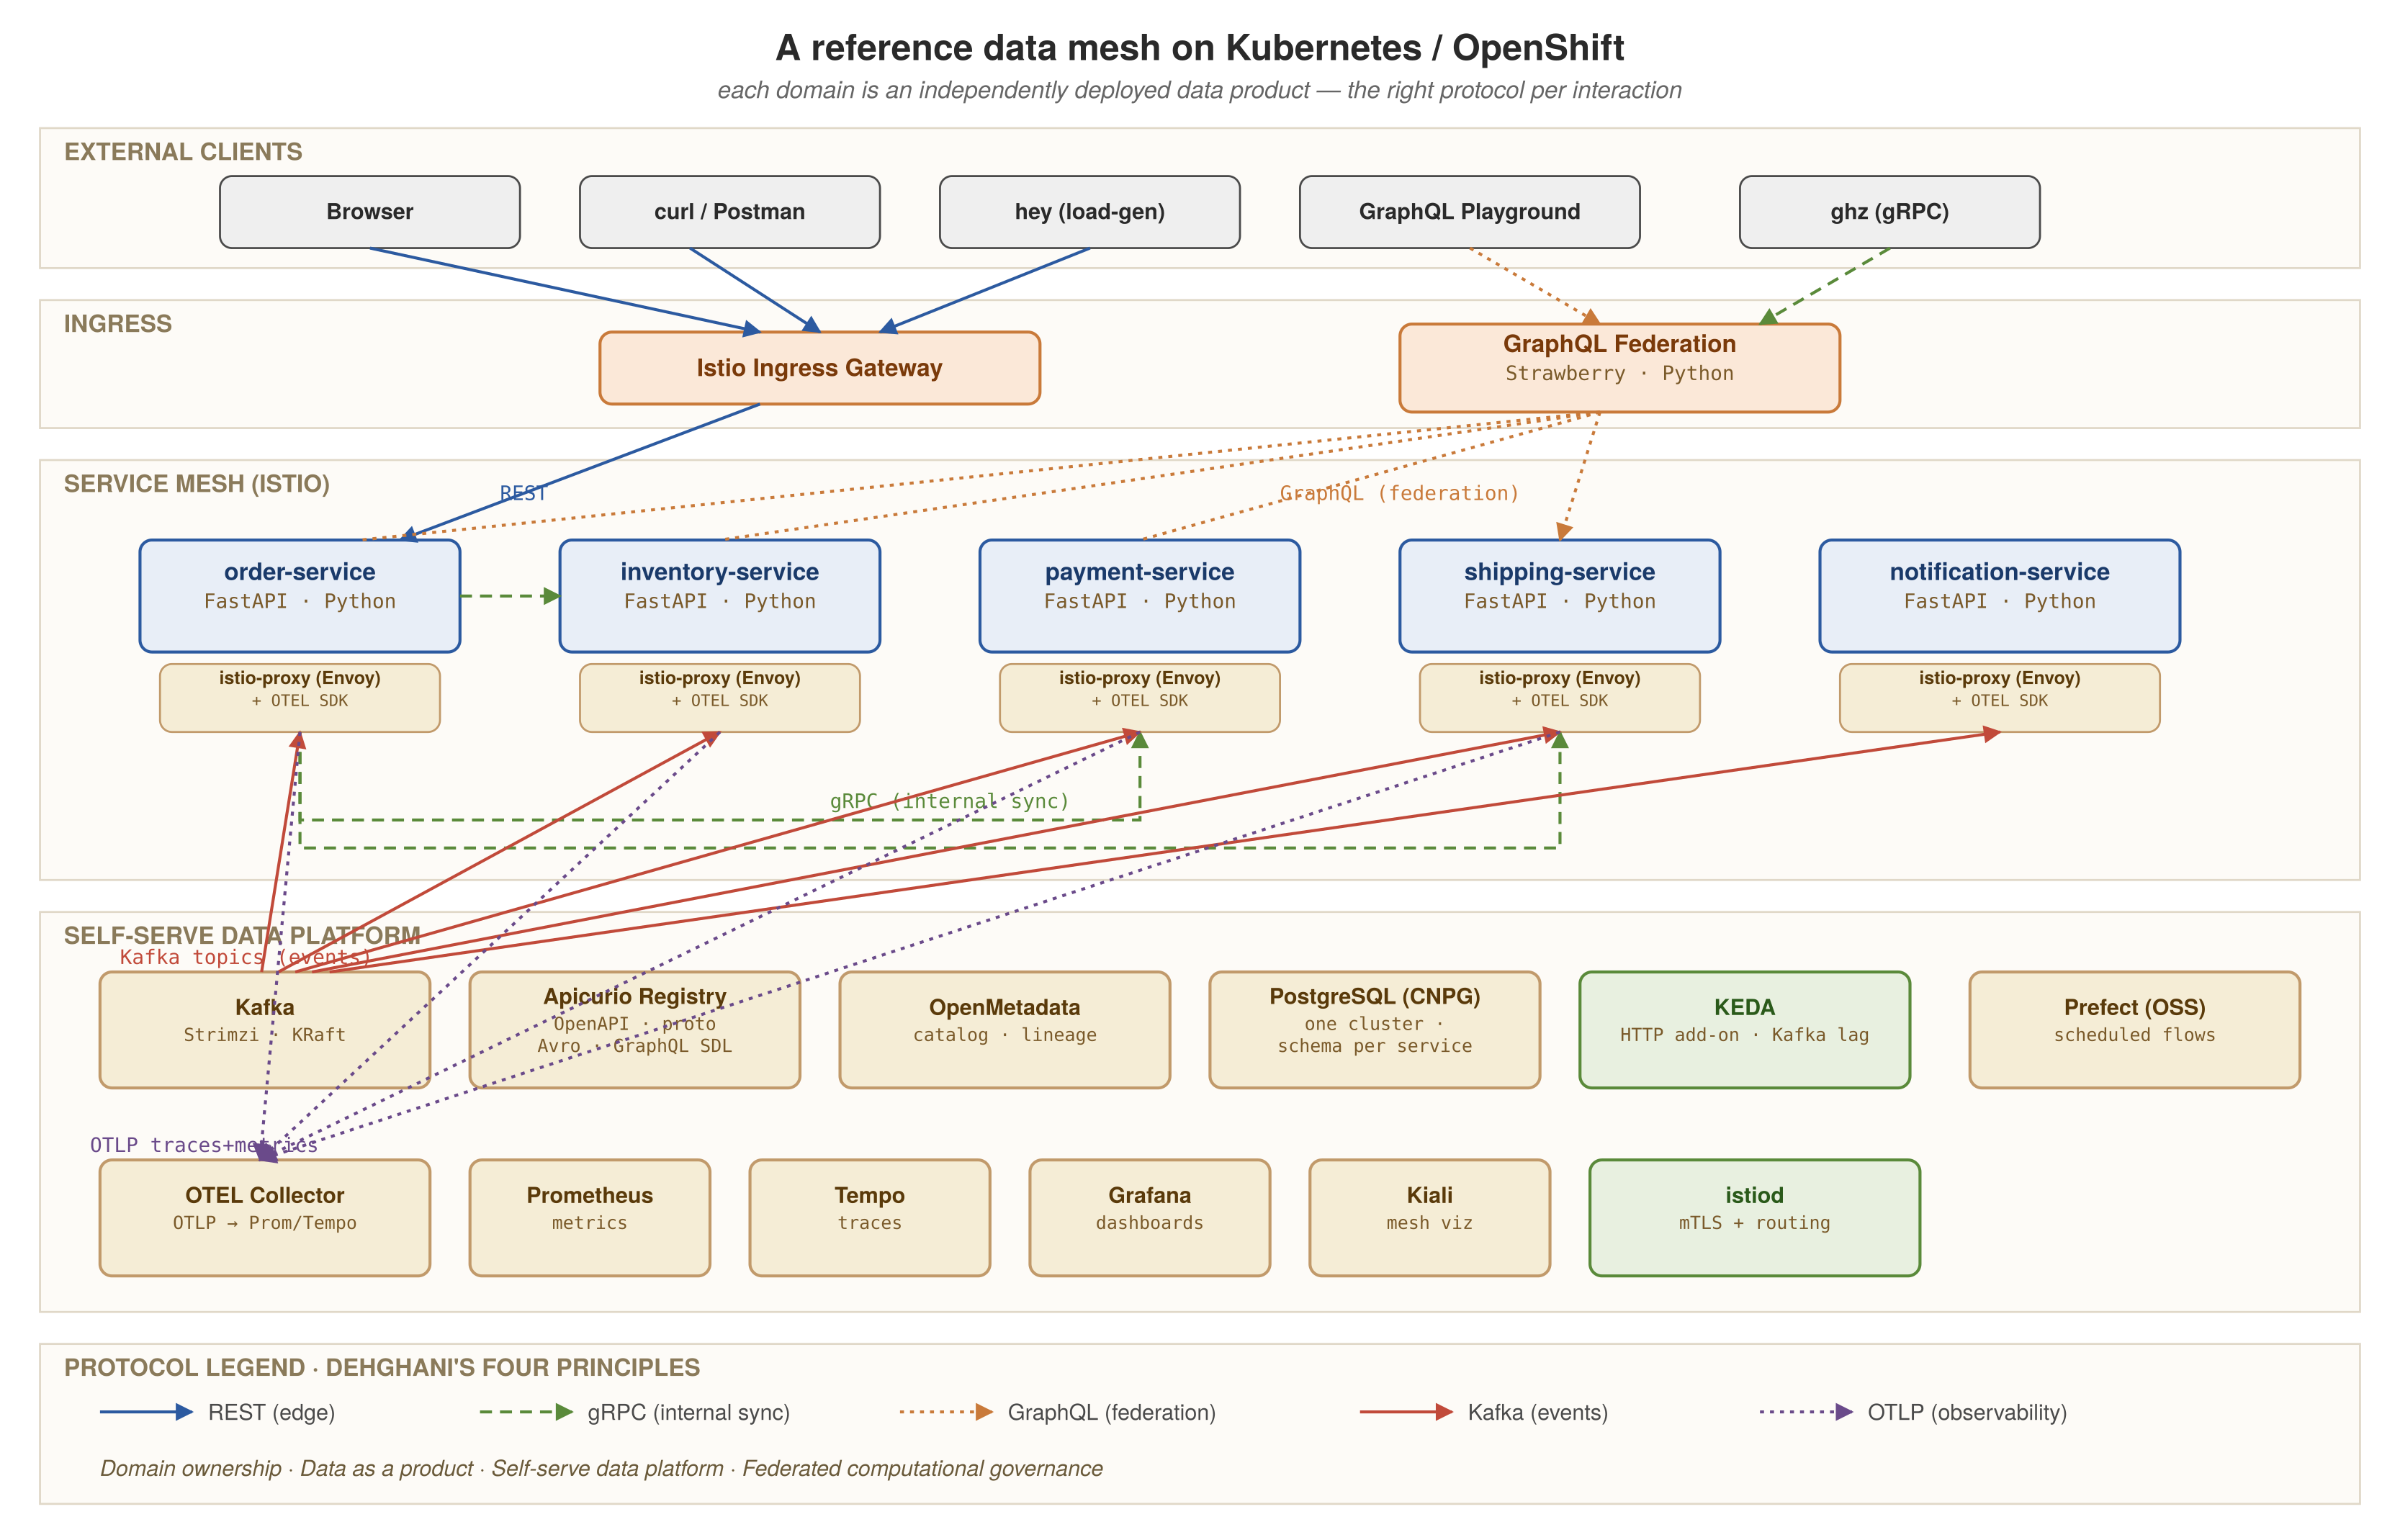 A reference data mesh on Kubernetes / OpenShift
each domain is an independently deployed data product — the right protocol per interaction
EXTERNAL CLIENTS
Browser
curl / Postman
hey (load-gen)
GraphQL Playground
ghz (gRPC)
INGRESS
Istio Ingress Gateway
GraphQL Federation
Strawberry · Python
SERVICE MESH (ISTIO)
REST
GraphQL (federation)
order-service
FastAPI · Python
inventory-service
FastAPI · Python
payment-service
FastAPI · Python
shipping-service
FastAPI · Python
notification-service
FastAPI · Python
istio-proxy (Envoy)
+ OTEL SDK
istio-proxy (Envoy)
+ OTEL SDK
istio-proxy (Envoy)
+ OTEL SDK
istio-proxy (Envoy)
+ OTEL SDK
istio-proxy (Envoy)
+ OTEL SDK
gRPC (internal sync)
SELF-SERVE DATA PLATFORM
Kafka topics (events)
Kafka
Strimzi · KRaft
Apicurio Registry
OpenAPI · proto
Avro · GraphQL SDL
OpenMetadata
catalog · lineage
PostgreSQL (CNPG)
one cluster ·
schema per service
KEDA
HTTP add-on · Kafka lag
Prefect (OSS)
scheduled flows
OTLP traces+metrics
OTEL Collector
OTLP → Prom/Tempo
Prometheus
metrics
Tempo
traces
Grafana
dashboards
Kiali
mesh viz
istiod
mTLS + routing
PROTOCOL LEGEND · DEHGHANI'S FOUR PRINCIPLES
REST (edge)
gRPC (internal sync)
GraphQL (federation)
Kafka (events)
OTLP (observability)
Domain ownership · Data as a product · Self-serve data platform · Federated computational governance